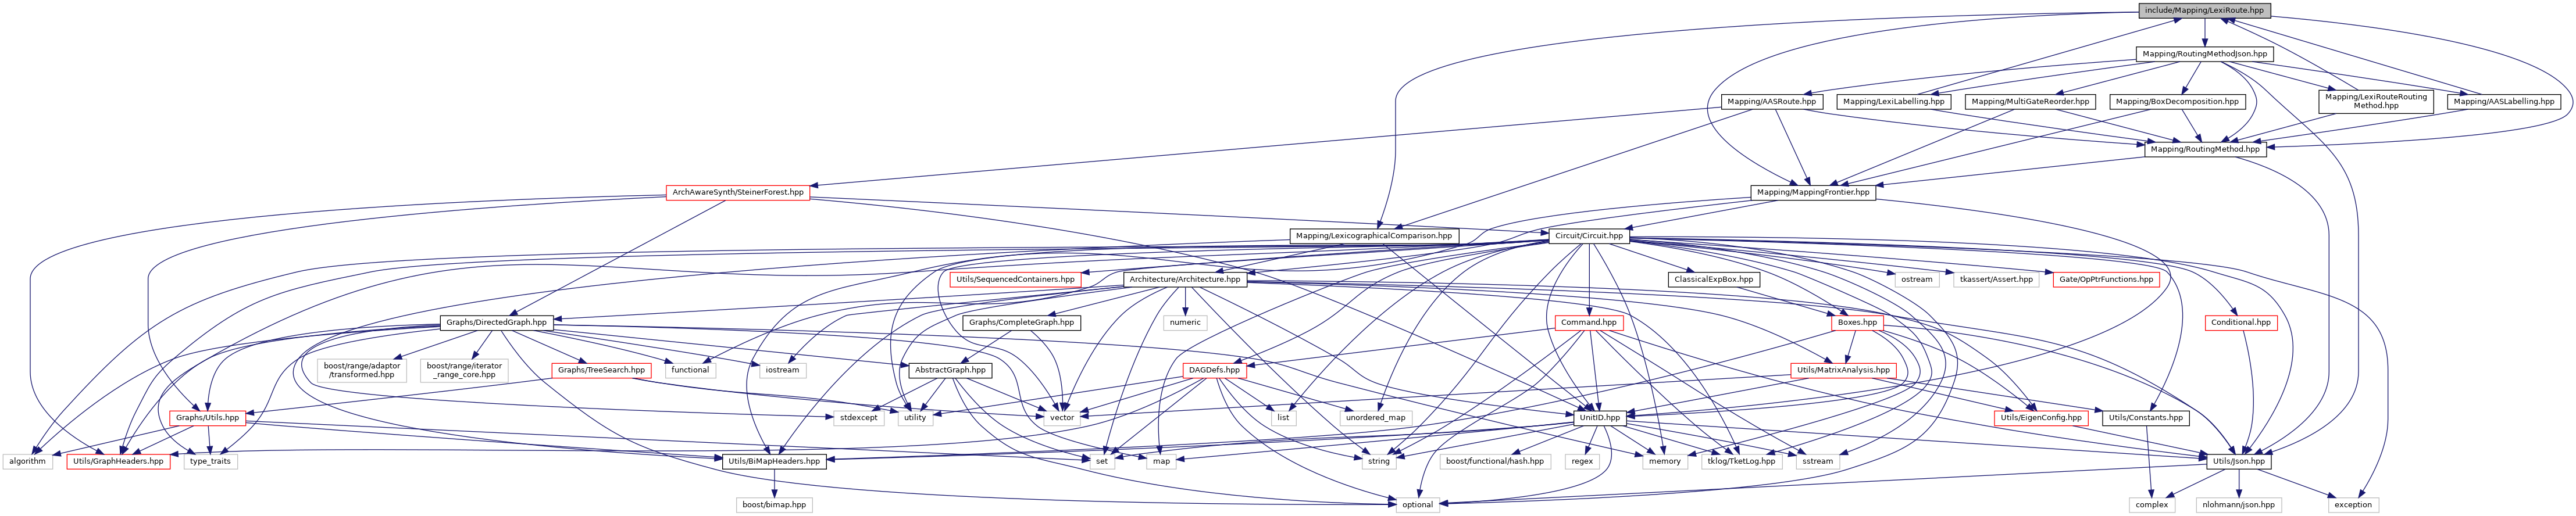 include/Mapping/LexiRoute.hpp
Mapping/RoutingMethodJson.hpp
Mapping/AASRoute.hpp
Mapping/LexiLabelling.hpp
Mapping/MultiGateReorder.hpp
Mapping/BoxDecomposition.hpp
Mapping/LexiRouteRouting
Method.hpp
Mapping/AASLabelling.hpp
Mapping/RoutingMethod.hpp
ArchAwareSynth/SteinerForest.hpp
Mapping/MappingFrontier.hpp
Mapping/LexicographicalComparison.hpp
Circuit/Circuit.hpp
Utils/SequencedContainers.hpp
Architecture/Architecture.hpp
ClassicalExpBox.hpp
ostream
tkassert/Assert.hpp
Gate/OpPtrFunctions.hpp
Graphs/DirectedGraph.hpp
Graphs/CompleteGraph.hpp
numeric
Command.hpp
Boxes.hpp
Conditional.hpp
boost/range/adaptor
/transformed.hpp
boost/range/iterator
_range_core.hpp
Graphs/TreeSearch.hpp
functional
iostream
AbstractGraph.hpp
DAGDefs.hpp
Utils/MatrixAnalysis.hpp
Graphs/Utils.hpp
stdexcept
utility
vector
list
unordered_map
UnitID.hpp
Utils/EigenConfig.hpp
Utils/Constants.hpp
algorithm
Utils/GraphHeaders.hpp
type_traits
Utils/BiMapHeaders.hpp
set
map
string
boost/functional/hash.hpp
regex
memory
tklog/TketLog.hpp
sstream
Utils/Json.hpp
boost/bimap.hpp
optional
complex
nlohmann/json.hpp
exception